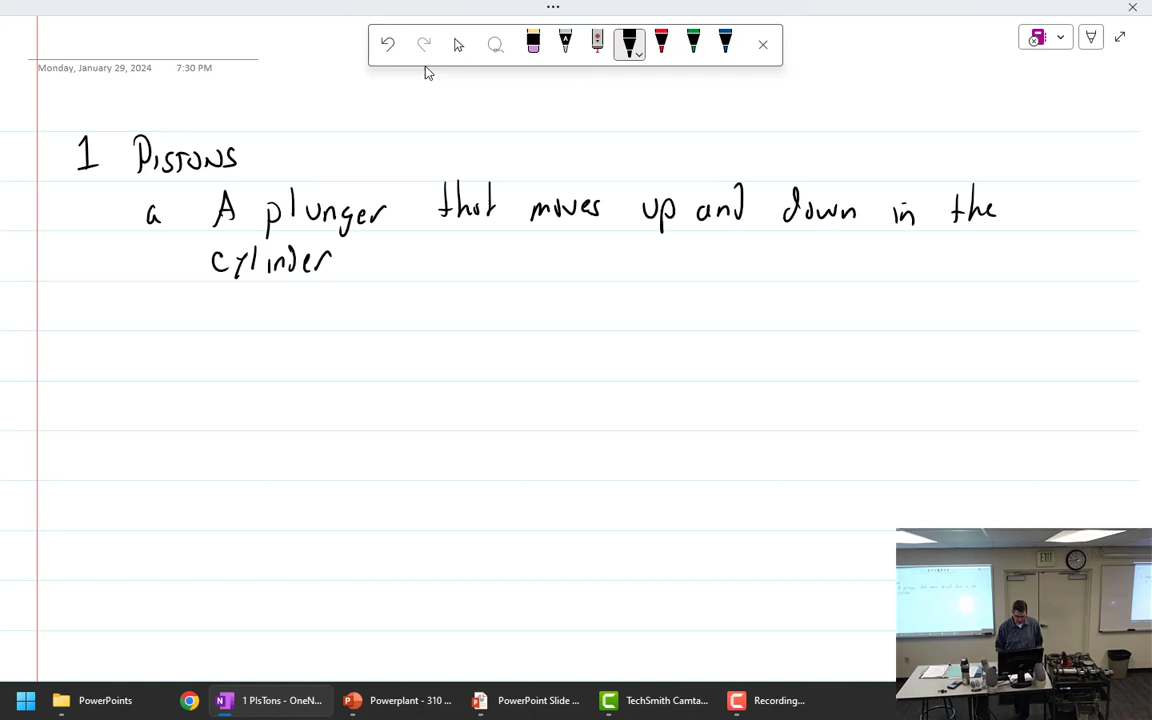 Monday, January 29, 2024 7:30 PM
1 PISTONS
a A plunger that moves up and down in the
cylinder
EXIT
PowerPoints
1 PIsTons - OneN...
Powerplant - 310 ...
PowerPoint Slide ...
TechSmith Camta...
Recording...